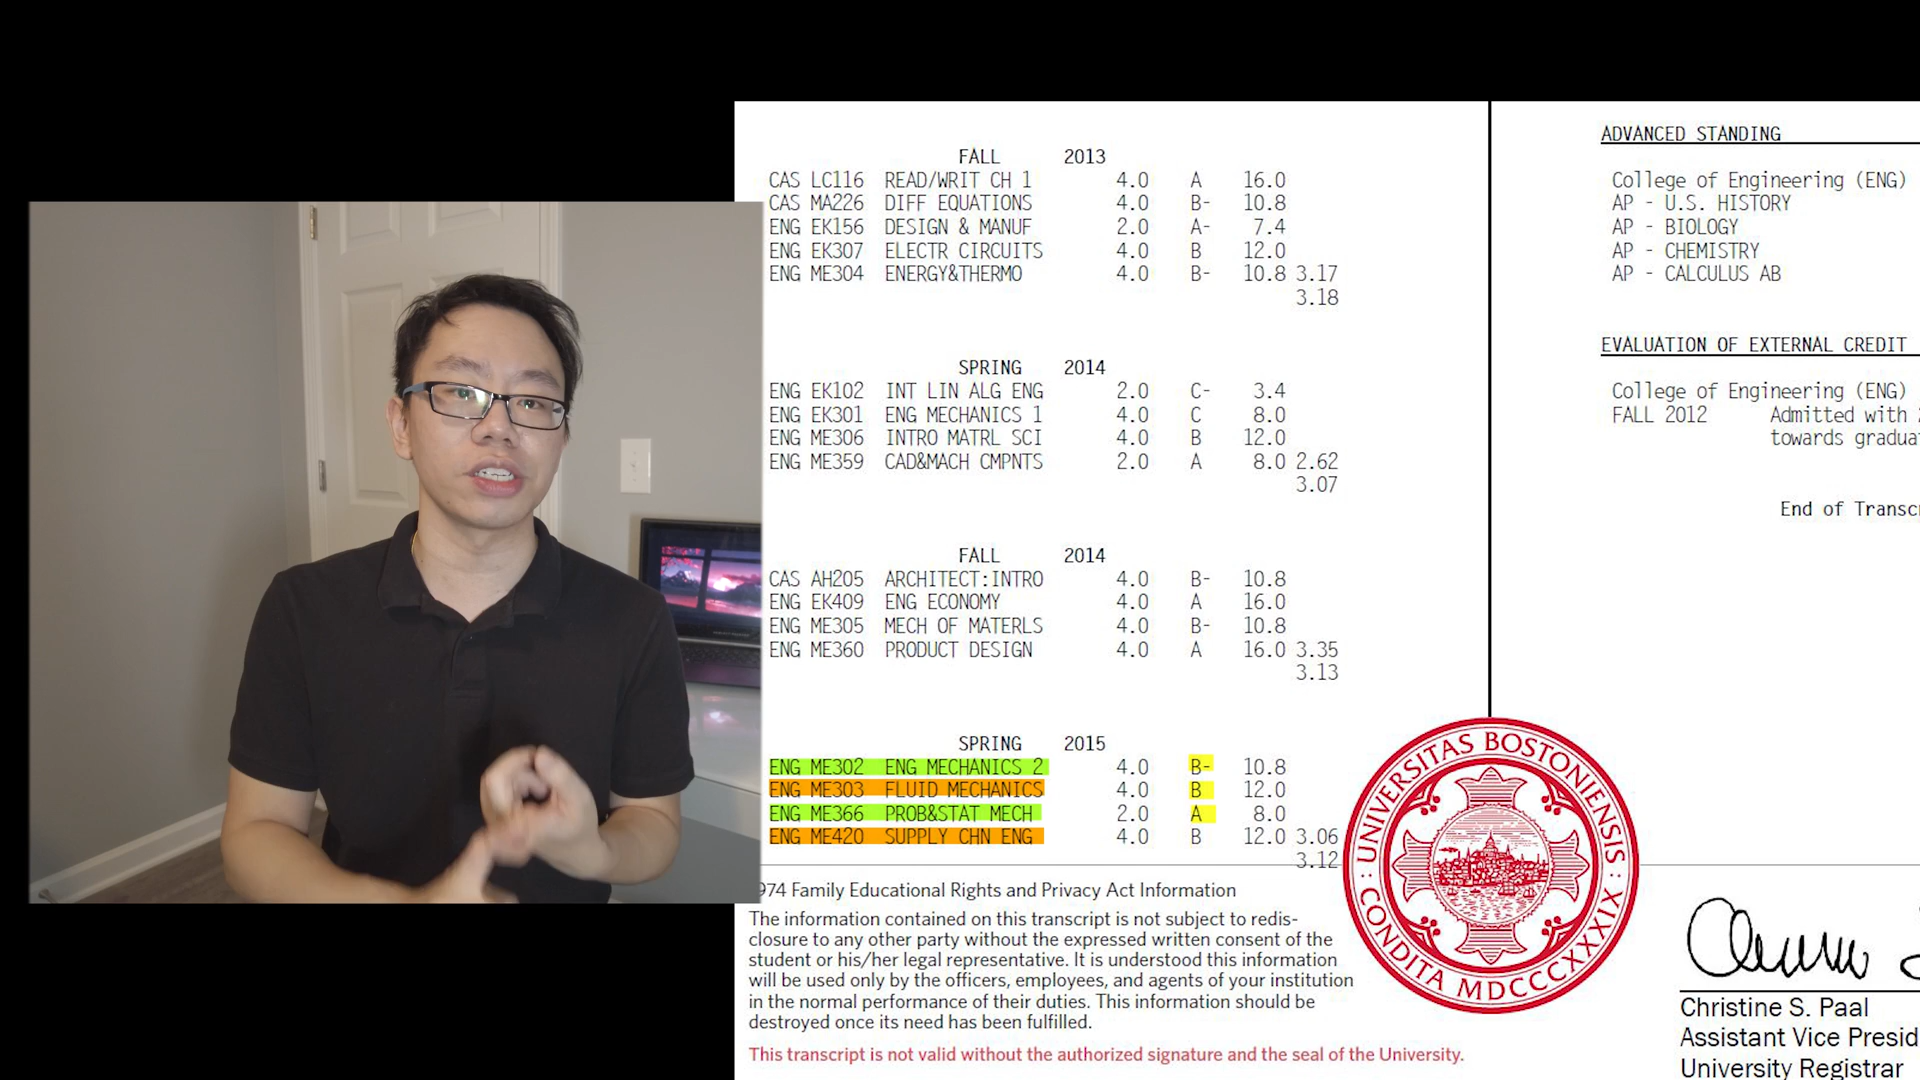 FALL 2013
CAS LC116 READ/WRIT CH 1 4.0 A 16.0
CAS MA226 DIFF EQUATIONS 4.0 B- 10.8
ENG EK156 DESIGN & MANUF 2.0 A- 7.4
ENG EK307 ELECTR CIRCUITS 4.0 B 12.0
ENG ME304 ENERGY&THERMO 4.0 B- 10.8 3.17
3.18
SPRING 2014
ENG EK102 INT LIN ALG ENG 2.0 C- 3.4
ENG EK301 ENG MECHANICS 1 4.0 C 8.0
ENG ME306 INTRO MATRL SCI 4.0 B 12.0
ENG ME359 CAD&MACH CMPNTS 2.0 A 8.0 2.62
3.07
FALL 2014
CAS AH205 ARCHITECT:INTRO 4.0 B- 10.8
ENG EK409 ENG ECONOMY 4.0 A 16.0
ENG ME305 MECH OF MATERLS 4.0 B- 10.8
ENG ME360 PRODUCT DESIGN 4.0 A 16.0 3.35
3.13
SPRING 2015
ENG ME302 ENG MECHANICS 2 4.0 B- 10.8
ENG ME303 FLUID MECHANICS 4.0 B 12.0
ENG ME366 PROB&STAT MECH 2.0 A 8.0
ENG ME420 SUPPLY CHN ENG 4.0 B 12.0 3.06
3.12
974 Family Educational Rights and Privacy Act Information
The information contained on this transcript is not subject to redis-
closure to any other party without the expressed written consent of the
student or his/her legal representative. It is understood this information
will be used only by the officers, employees, and agents of your institution
in the normal performance of their duties. This information should be
destroyed once its need has been fulfilled.
This transcript is not valid without the authorized signature and the seal of the University.
ADVANCED STANDING
College of Engineering (ENG)
AP - U.S. HISTORY
AP - BIOLOGY
AP - CHEMISTRY
AP - CALCULUS AB
EVALUATION OF EXTERNAL CREDIT
College of Engineering (ENG)
FALL 2012 Admitted with
towards gradua
End of Transc
UNIVERSITAS BOSTONIENSIS
CONDITA MDCCCXXXIX
Christine S. Paal
Assistant Vice Presid
University Registrar